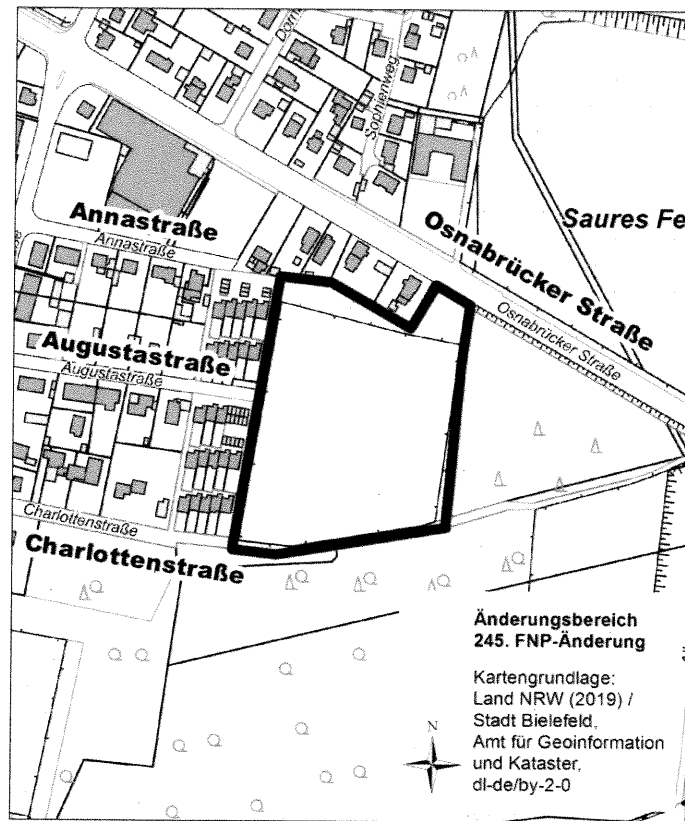 Dorn
Sophienweg
Saures Fe
Annastraße
Annastraße
Osnabrücker Straße
Osnabrücker Straße
Augustastraße
Augustastraße
Charlottenstraße
Charlottenstraße
Änderungsbereich
245. FNP-Änderung
Kartengrundlage:
Land NRW (2019) /
Stadt Bielefeld,
Amt für Geoinformation
und Kataster,
dl-de/by-2-0
N